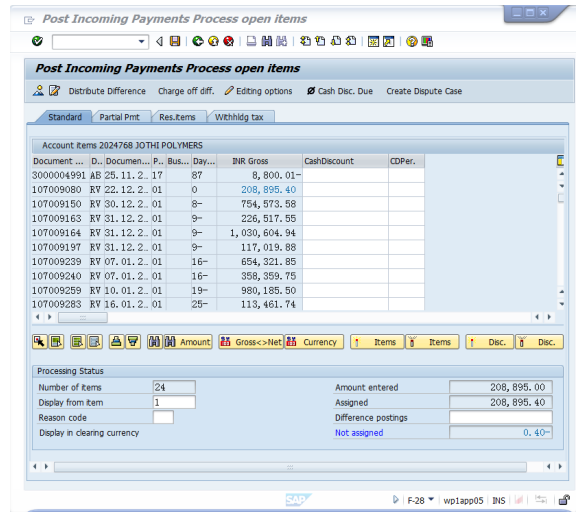 Post Incoming Payments Process open items
Post Incoming Payments Process open items
Distribute Difference Charge off diff. Editing options Cash Disc. Due Create Dispute Case
Standard Partial Pmt Res.items Withhldg tax
Account items 2024768 JOTHI POLYMERS
Document ... D.. Documen... P.. Bus... Day... INR Gross CashDiscount CDPer.
3000004991 AB 25.11.2.. 17 87 8,800.01-
107009080 RV 22.12.2.. 01 0 208,895.40
107009150 RV 30.12.2.. 01 8- 754,573.58
107009163 RV 31.12.2.. 01 9- 226,517.55
107009164 RV 31.12.2.. 01 9- 1,030,604.94
107009197 RV 31.12.2.. 01 9- 117,019.88
107009239 RV 07.01.2.. 01 16- 654,321.85
107009240 RV 07.01.2.. 01 16- 358,359.75
107009259 RV 10.01.2.. 01 19- 980,185.50
107009283 RV 16.01.2.. 01 25- 113,461.74
Amount Gross<>Net Currency Items Items Disc. Disc.
Processing Status
Number of items 24 Amount entered 208,895.00
Display from item 1 Assigned 208,895.40
Reason code Difference postings
Display in clearing currency Not assigned 0.40-
SAP F-28 wp1app05 INS